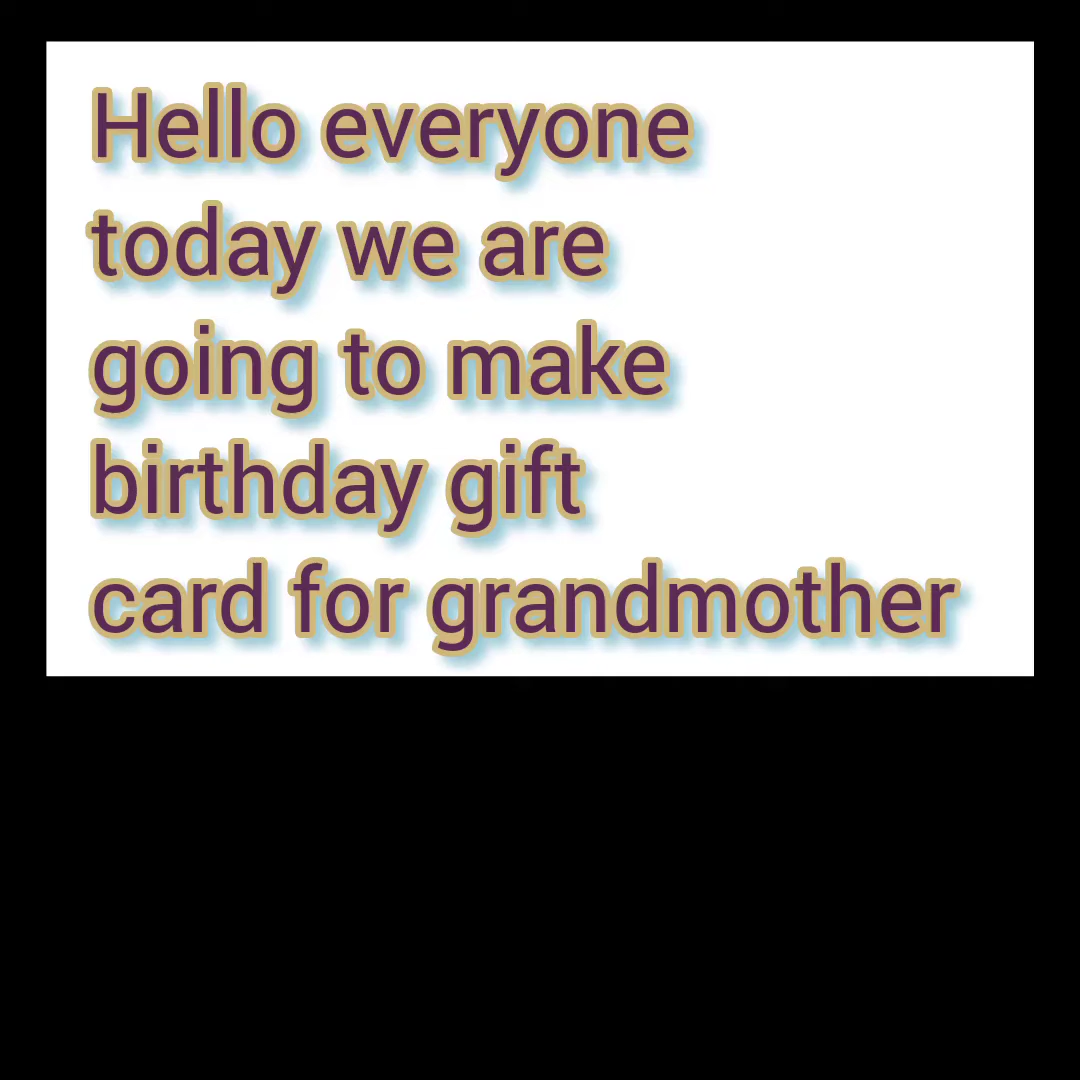 Hello everyone
today we are
going to make
birthday gift
card for grandmother